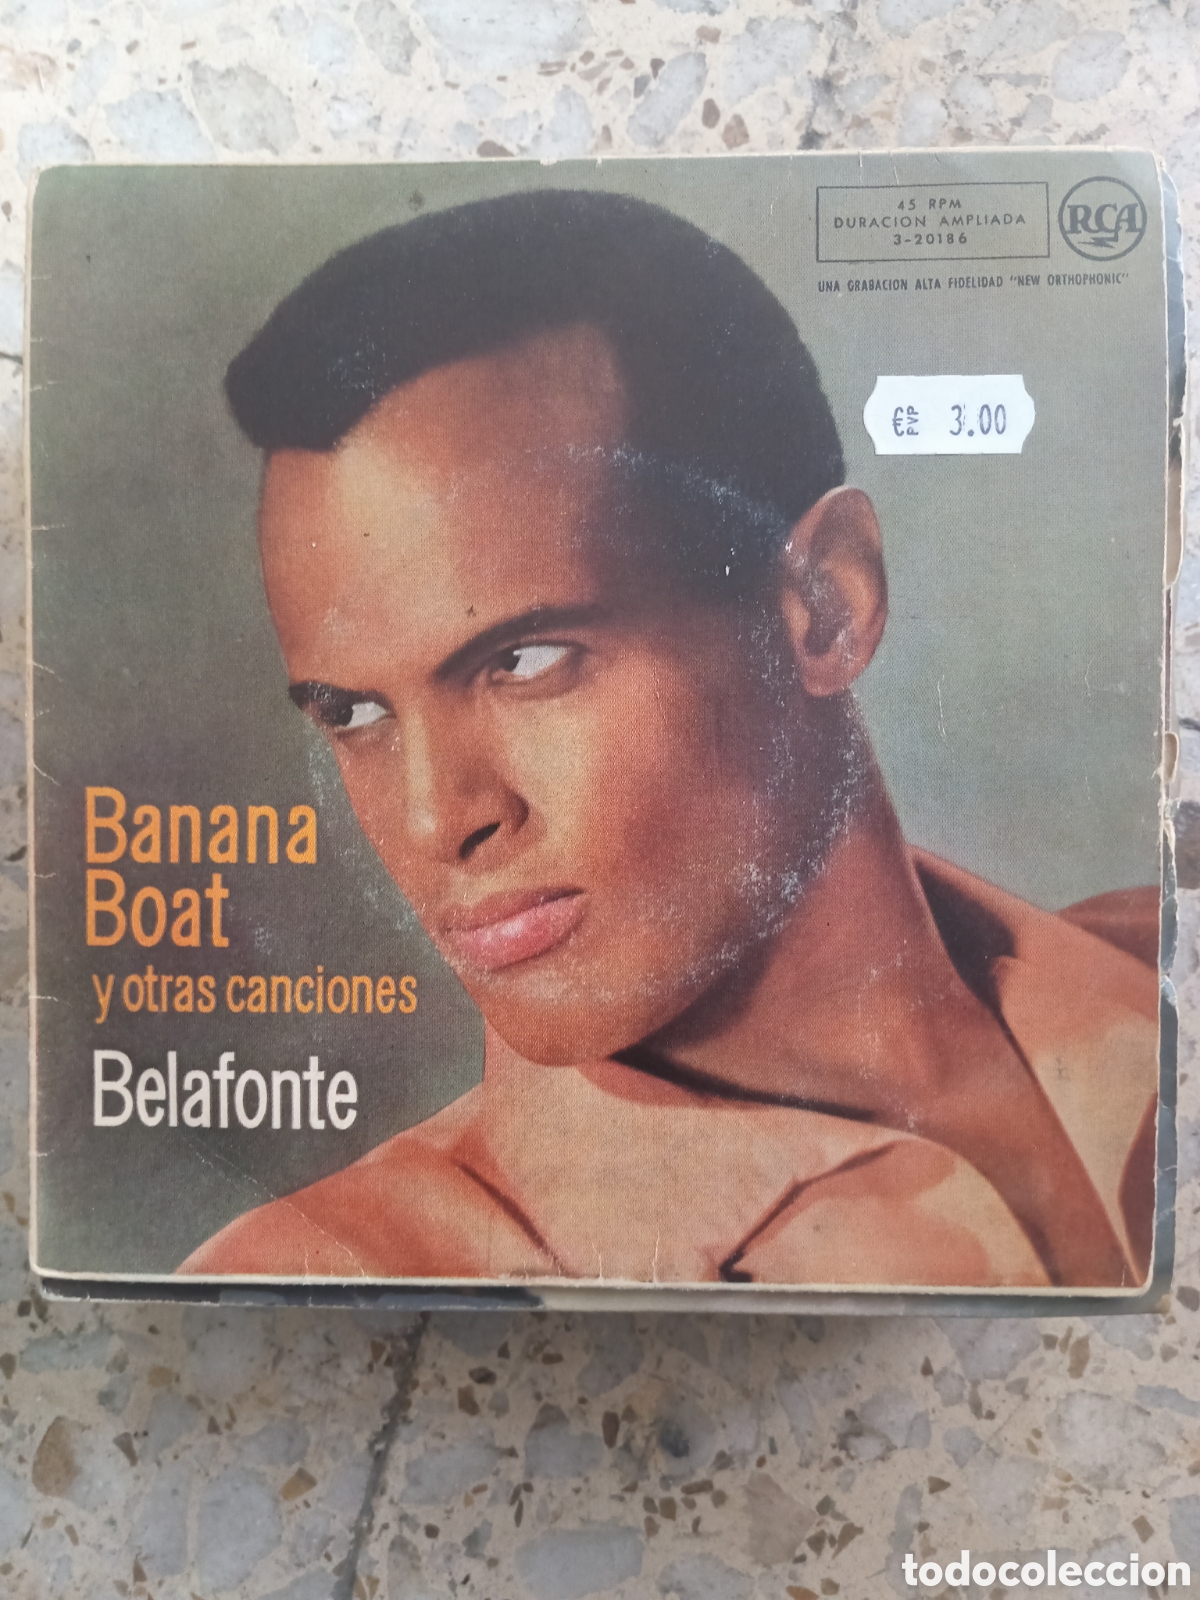 45 RPM
DURACION AMPLIADA
3-20186
RCA
UNA GRABACION ALTA FIDELIDAD "NEW ORTHOPHONIC"
€ PVP 3.00
Banana
Boat
y otras canciones
Belafonte
todocoleccion